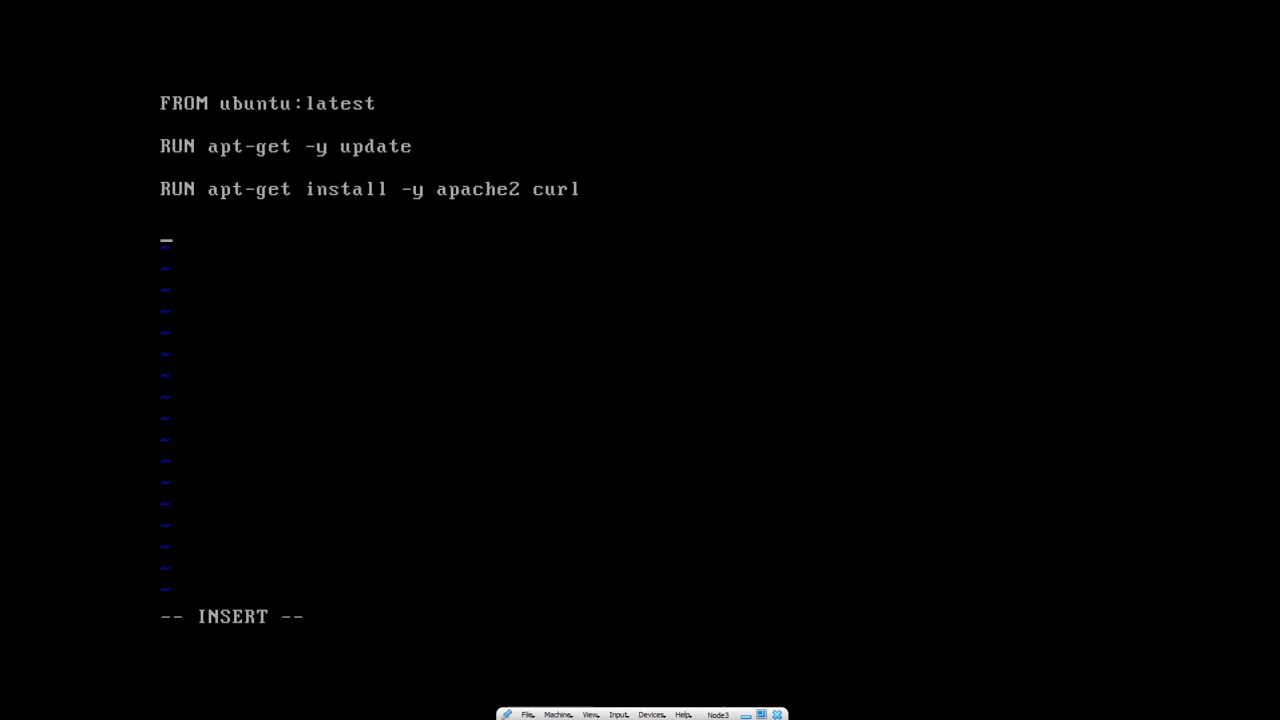 FROM ubuntu:latest
RUN apt-get -y update
RUN apt-get install -y apache2 curl
-- INSERT --
File Machine View Input Devices Help Node3